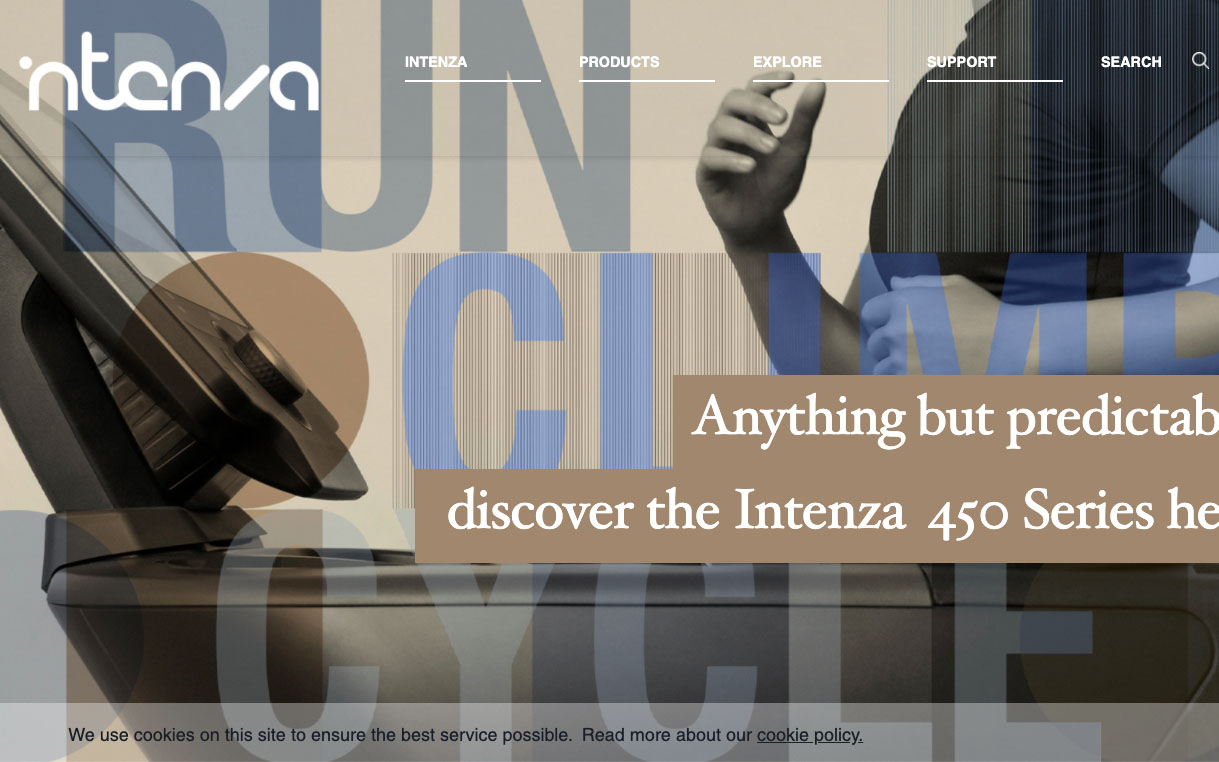 RUN
intenza
INTENZA
PRODUCTS
EXPLORE
SUPPORT
SEARCH
CLIMB
Anything but predictab
discover the Intenza 450 Series he
CYCLE
We use cookies on this site to ensure the best service possible. Read more about our cookie policy.